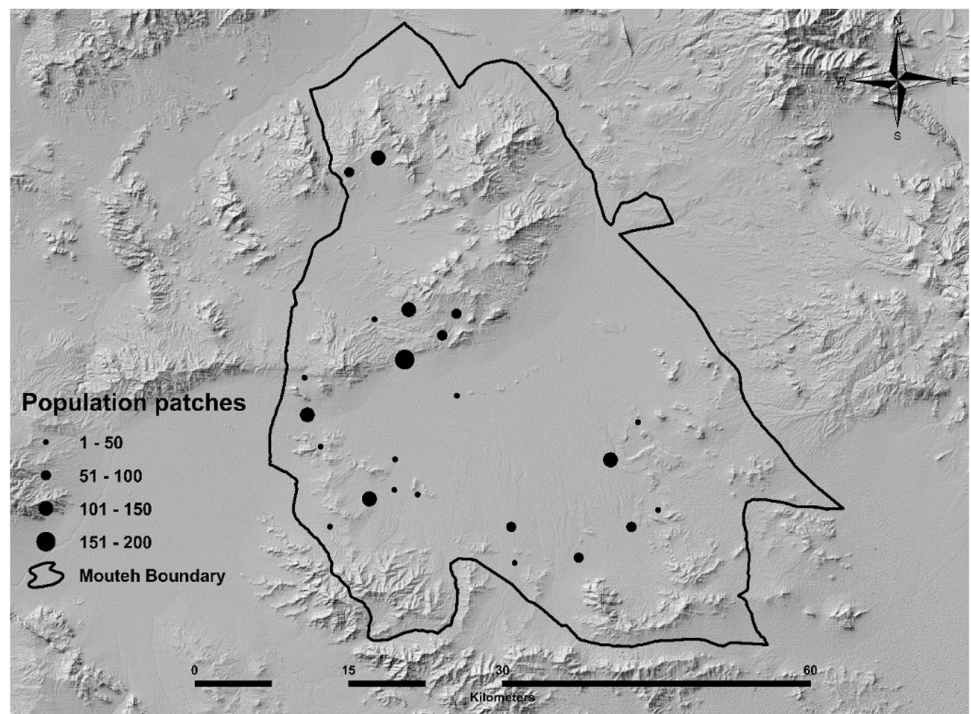 N
W E
S
Population patches
1 - 50
51 - 100
101 - 150
151 - 200
Mouteh Boundary
0 15 30 60
Kilometers